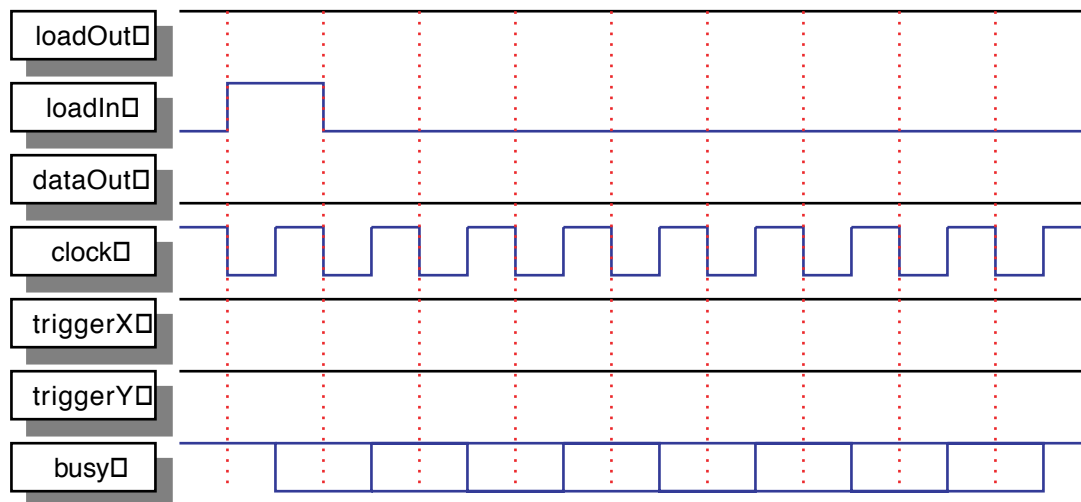 loadOut□
loadIn□
dataOut□
clock□
triggerX□
triggerY□
busy□